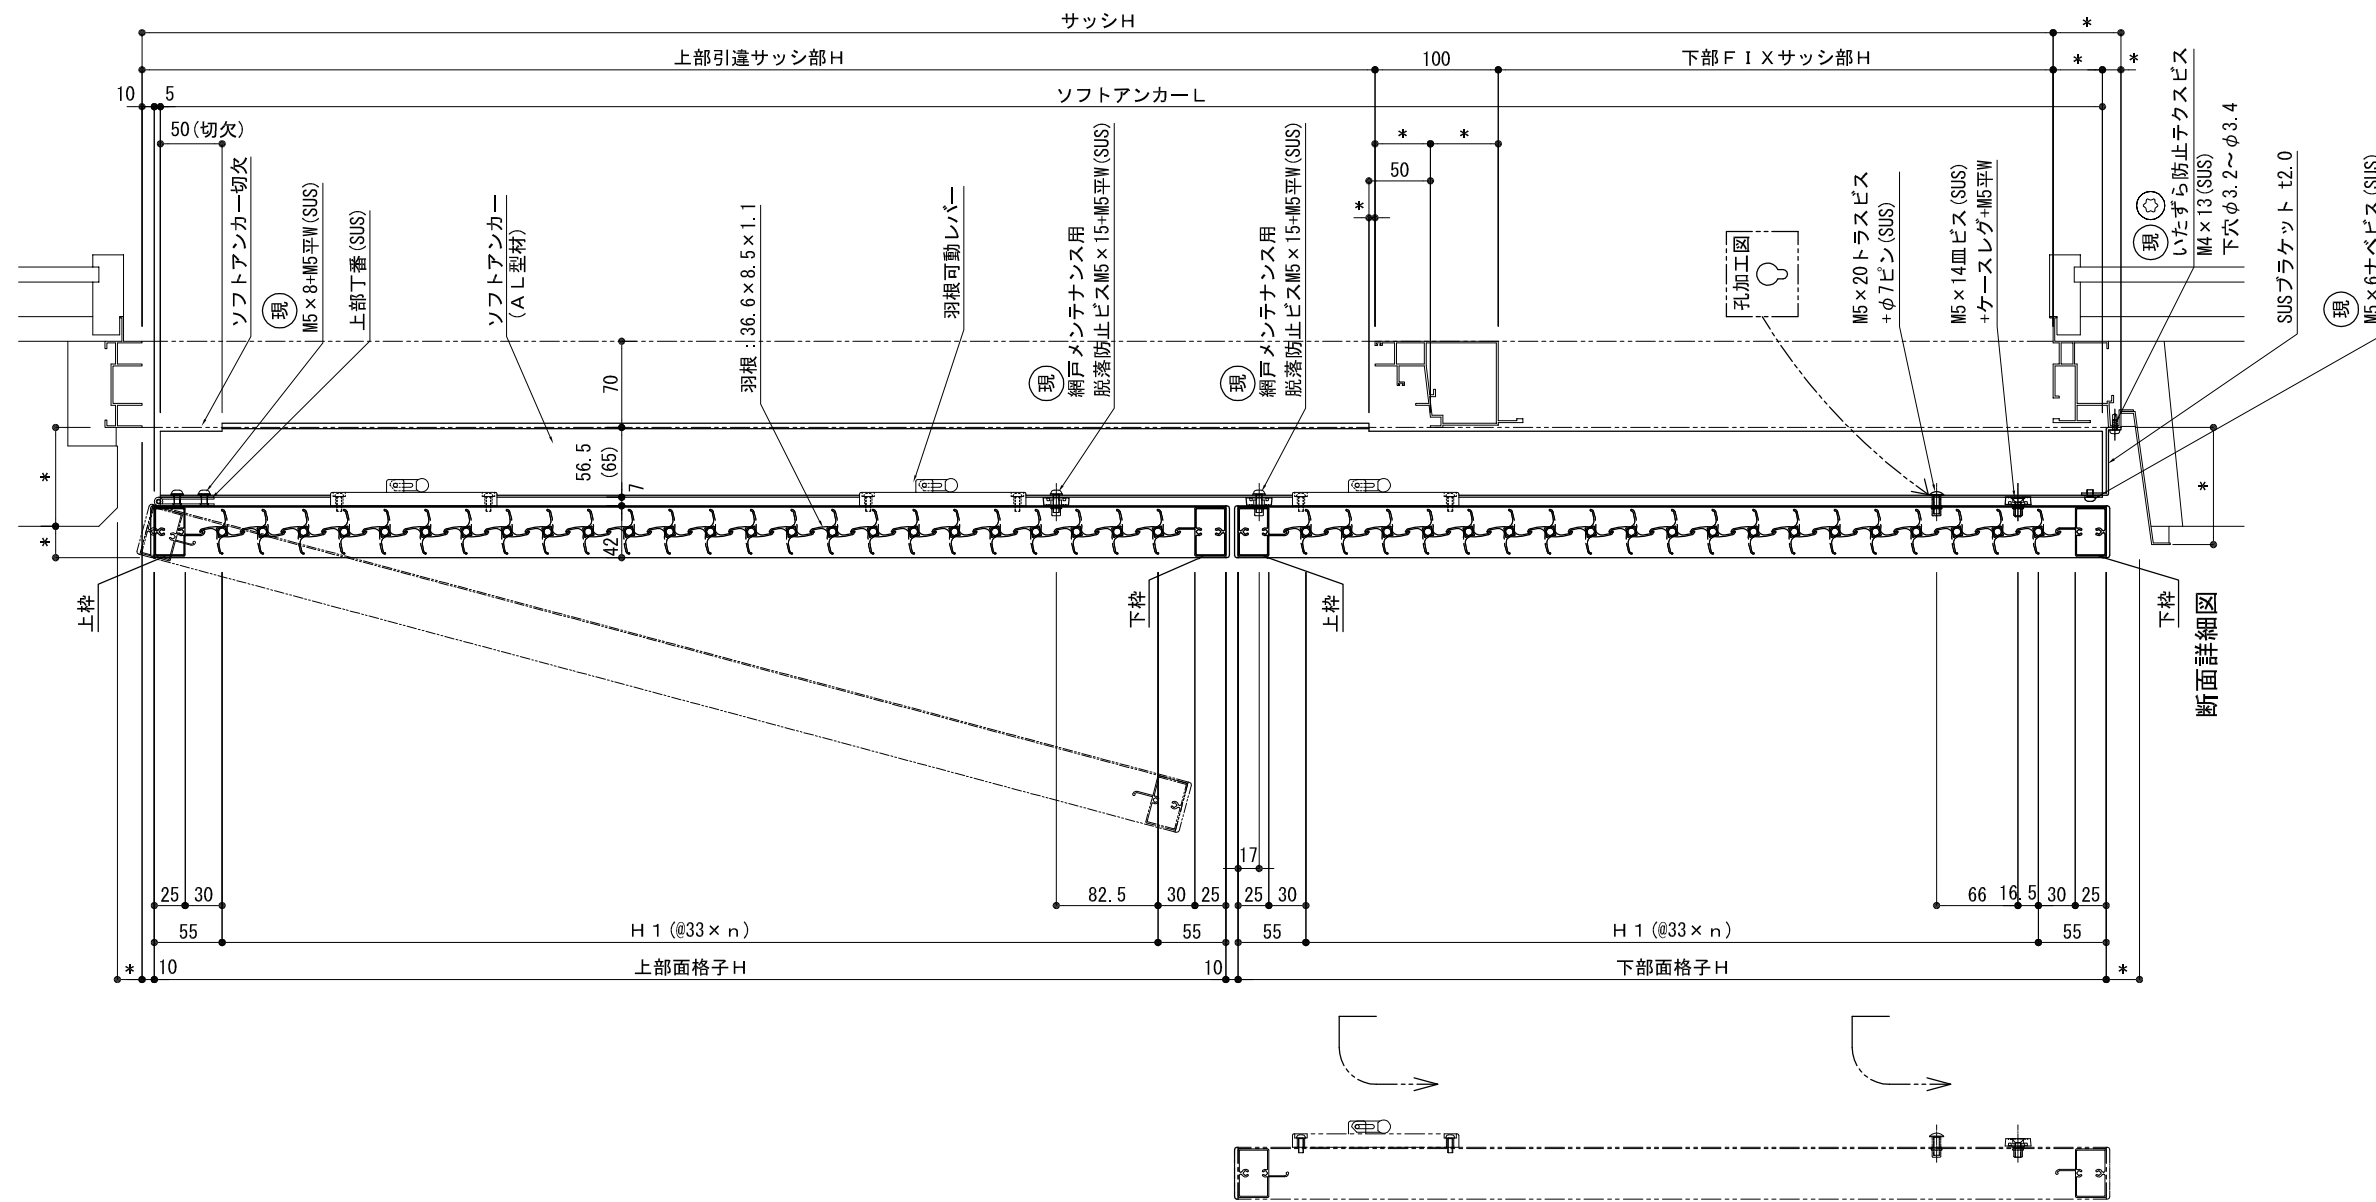 サッシH
*
上部引違サッシ部H
100
下部FIXサッシ部H
*
*
10
5
ソフトアンカーL
50(切欠)
*
*
50
*
ソフトアンカー切欠
現
M5×8+M5平W(SUS)
上部丁番(SUS)
ソフトアンカー
(AL型材)
羽根:36.6×8.5×1.1
羽根可動レバー
現
網戸メンテナンス用
脱落防止ビスM5×15+M5平W(SUS)
現
網戸メンテナンス用
脱落防止ビスM5×15+M5平W(SUS)
孔加工図
M5×20トラスビス
+φ7ピン(SUS)
M5×14皿ビス(SUS)
+ケースレグ+M5平W
現
いたずら防止テクスビス
M4×13(SUS)
下穴φ3.2~φ3.4
SUSブラケット t2.0
現
M5×6ナベビス(SUS)
70
56.5
(65)
7
42
*
*
*
上枠
下枠
上枠
下枠
断面詳細図
17
25
30
82.5
30
25
25
30
66
16.5
30
25
55
H1(@33×n)
55
55
H1(@33×n)
55
*
10
上部面格子H
10
下部面格子H
*